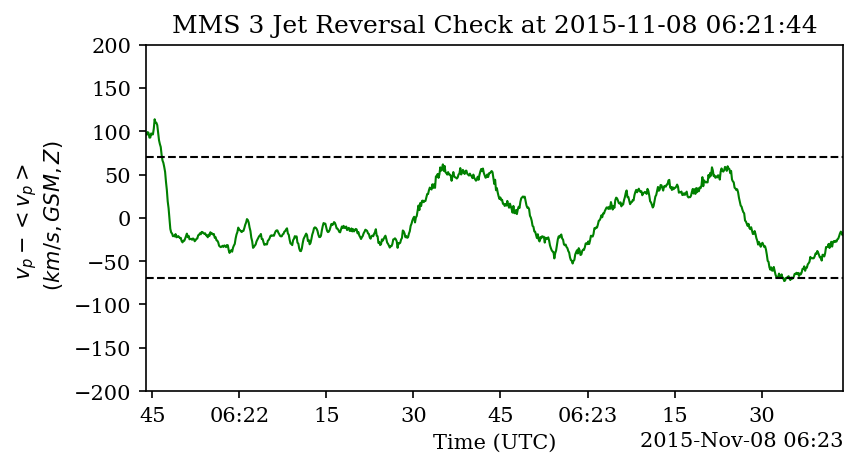 MMS 3 Jet Reversal Check at 2015-11-08 06:21:44
200
150
100
50
0
−50
−100
−150
−200
v_p − < v_p >
(km/s, GSM, Z)
45 06:22 15 30 45 06:23 15 30
Time (UTC)
2015-Nov-08 06:23